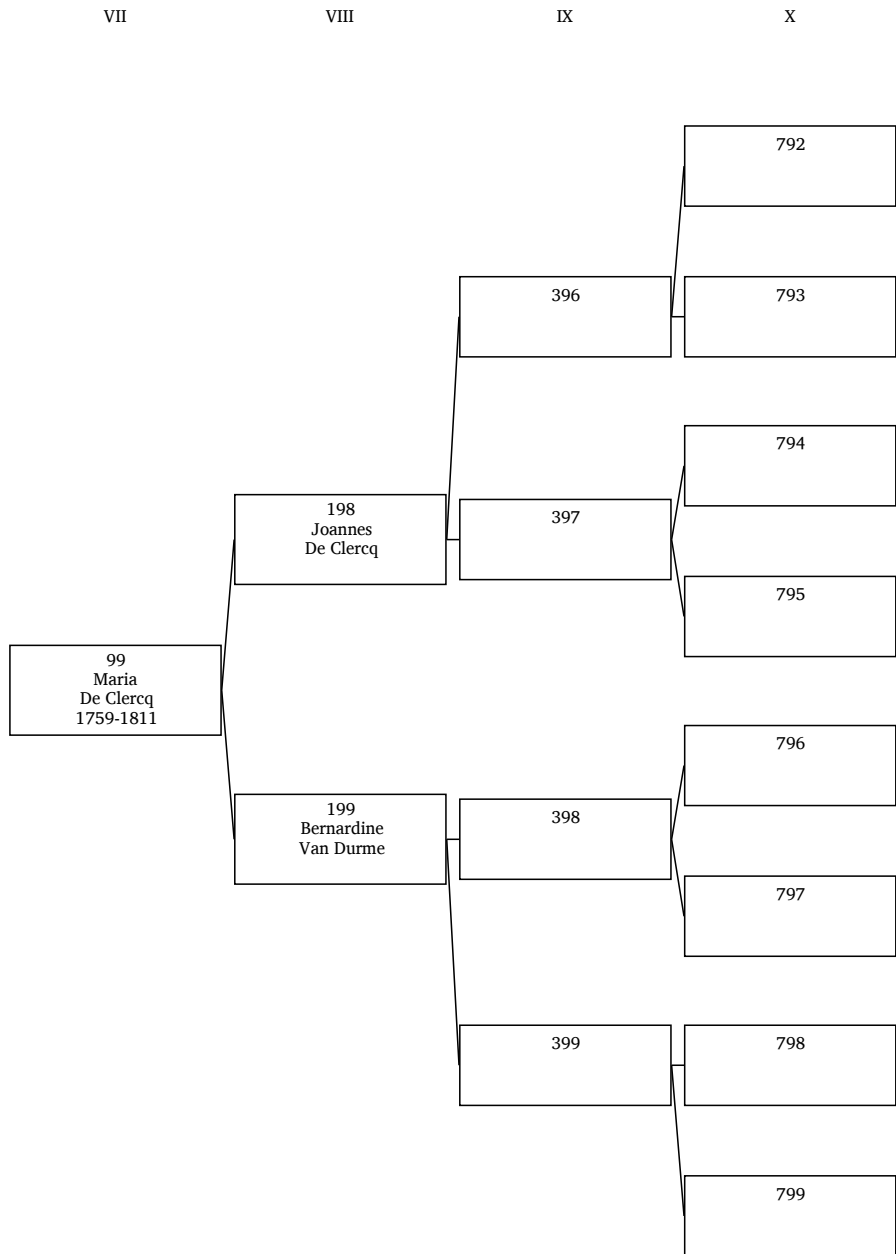 VII VIII IX X
792
396
793
794
198
Joannes
De Clercq
397
795
99
Maria
De Clercq
1759-1811
796
199
Bernardine
Van Durme
398
797
399
798
799